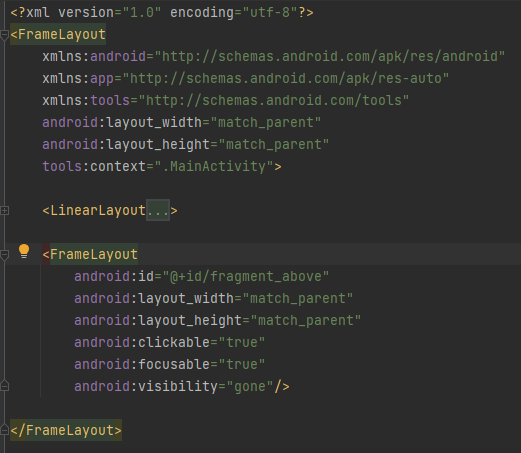 <?xml version="1.0" encoding="utf-8"?>
<FrameLayout
    xmlns:android="http://schemas.android.com/apk/res/android"
    xmlns:app="http://schemas.android.com/apk/res-auto"
    xmlns:tools="http://schemas.android.com/tools"
    android:layout_width="match_parent"
    android:layout_height="match_parent"
    tools:context=".MainActivity">

    <LinearLayout...>

    <FrameLayout
        android:id="@+id/fragment_above"
        android:layout_width="match_parent"
        android:layout_height="match_parent"
        android:clickable="true"
        android:focusable="true"
        android:visibility="gone"/>

</FrameLayout>